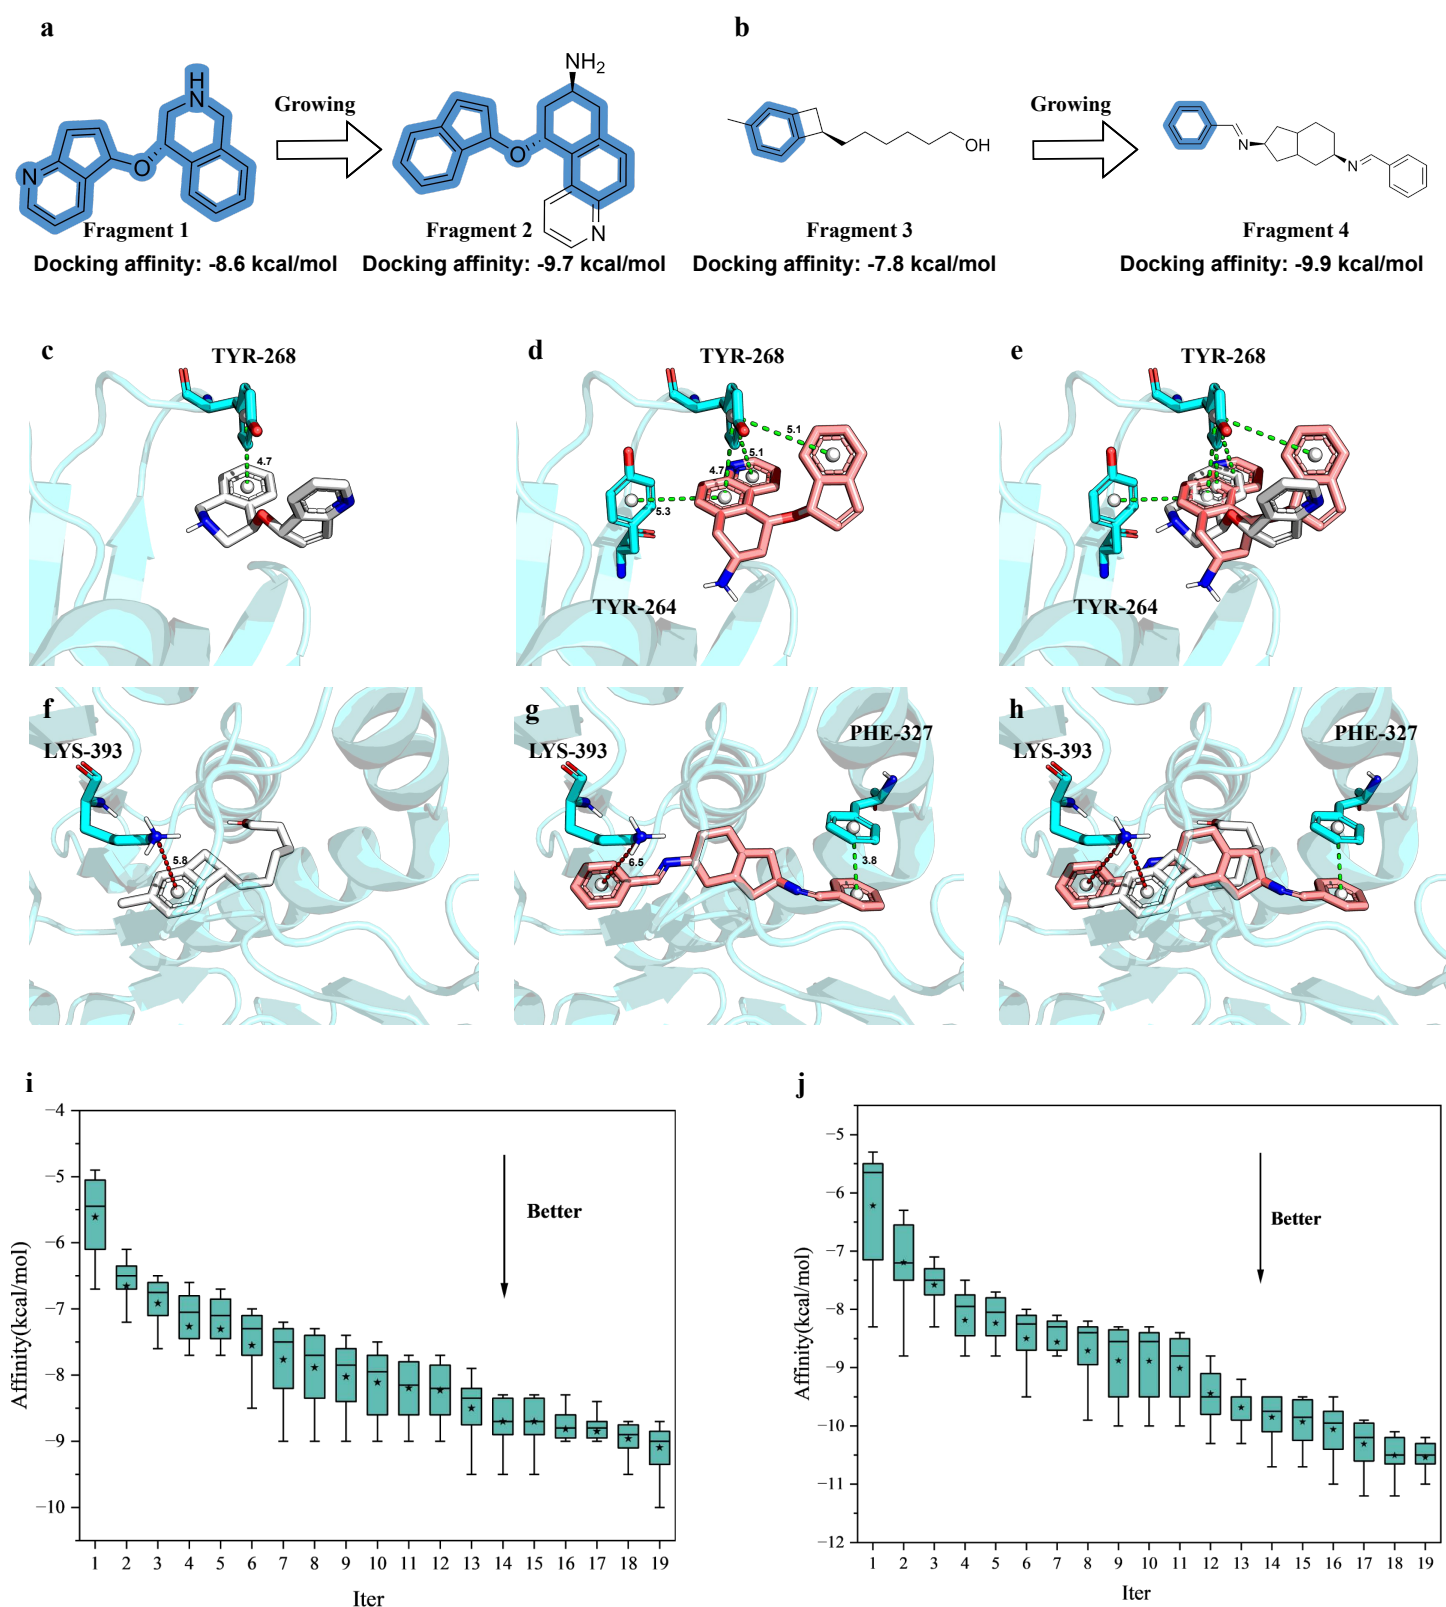 a
b
H
N
N
O
Growing
NH₂
O
N
Growing
OH
N
N
Fragment 1
Fragment 2
Fragment 3
Fragment 4
Docking affinity: -8.6 kcal/mol
Docking affinity: -9.7 kcal/mol
Docking affinity: -7.8 kcal/mol
Docking affinity: -9.9 kcal/mol
c
TYR-268
4.7
d
TYR-268
5.1
5.1
4.7
5.3
TYR-264
e
TYR-268
TYR-264
f
LYS-393
5.8
g
LYS-393
PHE-327
6.5
3.8
h
LYS-393
PHE-327
i
Affinity(kcal/mol)
−4
−5
−6
−7
−8
−9
−10
Better
1 2 3 4 5 6 7 8 9 10 11 12 13 14 15 16 17 18 19
Iter
j
Affinity(kcal/mol)
−5
−6
−7
−8
−9
−10
−11
−12
Better
1 2 3 4 5 6 7 8 9 10 11 12 13 14 15 16 17 18 19
Iter